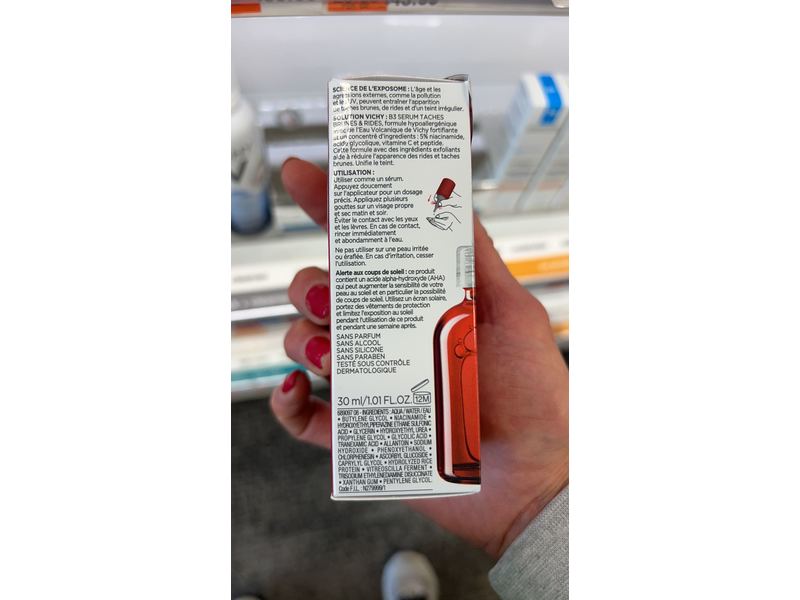 SCIENCE DE L'EXPOSOME : L'âge et les
agressions externes, comme la pollution
et les UV, peuvent entraîner l'apparition
de taches brunes, de rides et d'un teint irrégulier.
SOLUTION VICHY : B3 SERUM TACHES
BRUNES & RIDES, formule hypoallergénique
que l'Eau Volcanique de Vichy fortifiante
concentré d'ingrédients : 5% niacinamide,
acide glycolique, vitamine C et peptide.
Cette formule avec des ingrédients exfoliants
aide à réduire l'apparence des rides et taches
brunes. Unifie le teint.
UTILISATION :
Utiliser comme un sérum.
Appuyez doucement
sur l'applicateur pour un dosage
précis. Appliquez plusieurs
gouttes sur un visage propre
et sec matin et soir.
Éviter le contact avec les yeux
et les lèvres. En cas de contact,
rincer immédiatement
et abondamment à l'eau.
Ne pas utiliser sur une peau irritée
ou éraflée. En cas d'irritation, cesser
l'utilisation.
Alerte aux coups de soleil : ce produit
contient un acide alpha-hydroxyde (AHA)
qui peut augmenter la sensibilité de votre
peau au soleil et en particulier la possibilité
de coups de soleil. Utilisez un écran solaire,
portez des vêtements de protection
et limitez l'exposition au soleil
pendant l'utilisation de ce produit
et pendant une semaine après.
SANS PARFUM
SANS ALCOOL
SANS SILICONE
SANS PARABEN
TESTÉ SOUS CONTRÔLE
DERMATOLOGIQUE
30 ml/1.01 FL.OZ. 12M
689097 08 - INGREDIENTS : AQUA / WATER / EAU
• BUTYLENE GLYCOL • NIACINAMIDE •
HYDROXYETHYLPIPERAZINE ETHANE SULFONIC
ACID • GLYCERIN • HYDROXYETHYL UREA •
PROPYLENE GLYCOL • GLYCOLIC ACID •
TRANEXAMIC ACID • ALLANTOIN • SODIUM
HYDROXIDE • PHENOXYETHANOL •
CHLORPHENESIN • ASCORBYL GLUCOSIDE •
CAPRYLYL GLYCOL • HYDROLYZED RICE
PROTEIN • VITREOSCILLA FERMENT •
TRISODIUM ETHYLENEDIAMINE DISUCCINATE
• XANTHAN GUM • PENTYLENE GLYCOL.
Code F.I.L. : N279999/1